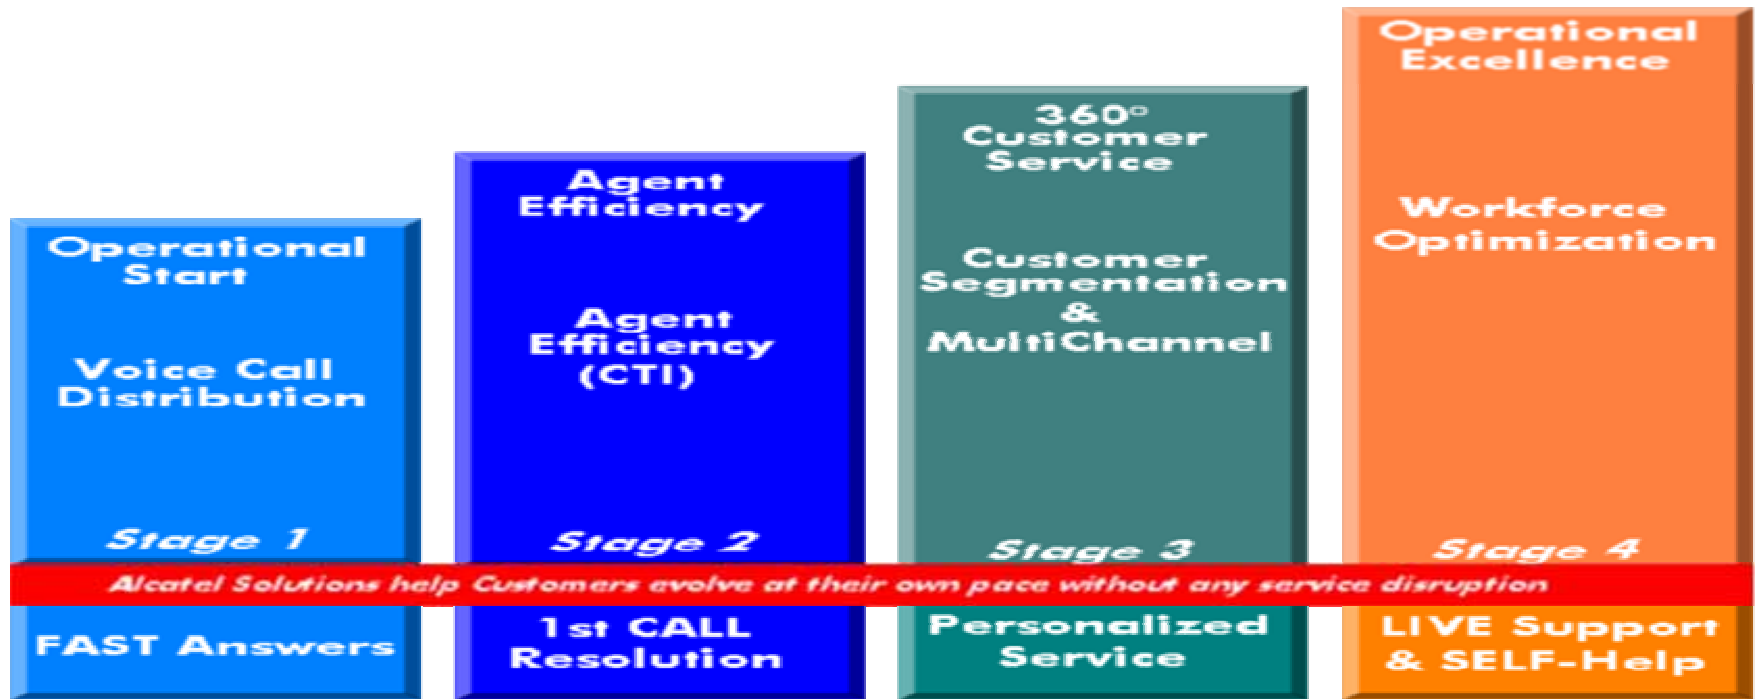 Operational
Start
Voice Call
Distribution
Stage 1
Agent
Efficiency
Agent
Efficiency
(CTI)
Stage 2
360°
Customer
Service
Customer
Segmentation
&
MultiChannel
Stage 3
Operational
Excellence
Workforce
Optimization
Stage 4
Alcatel Solutions help Customers evolve at their own pace without any service disruption
FAST Answers
1st CALL
Resolution
Personalized
Service
LIVE Support
& SELF-Help